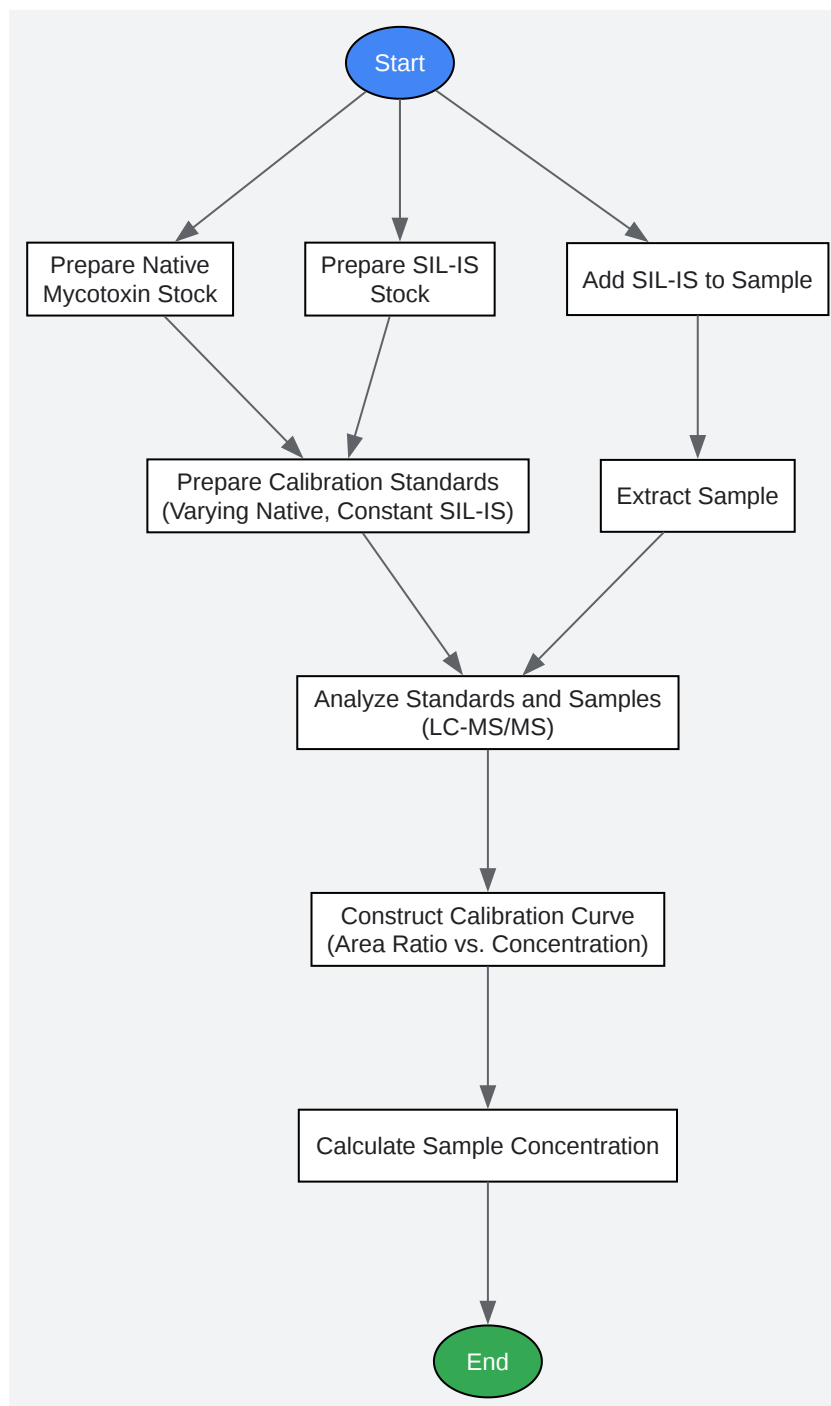 Start
Prepare Native
Mycotoxin Stock
Prepare SIL-IS
Stock
Add SIL-IS to Sample
Prepare Calibration Standards
(Varying Native, Constant SIL-IS)
Extract Sample
Analyze Standards and Samples
(LC-MS/MS)
Construct Calibration Curve
(Area Ratio vs. Concentration)
Calculate Sample Concentration
End